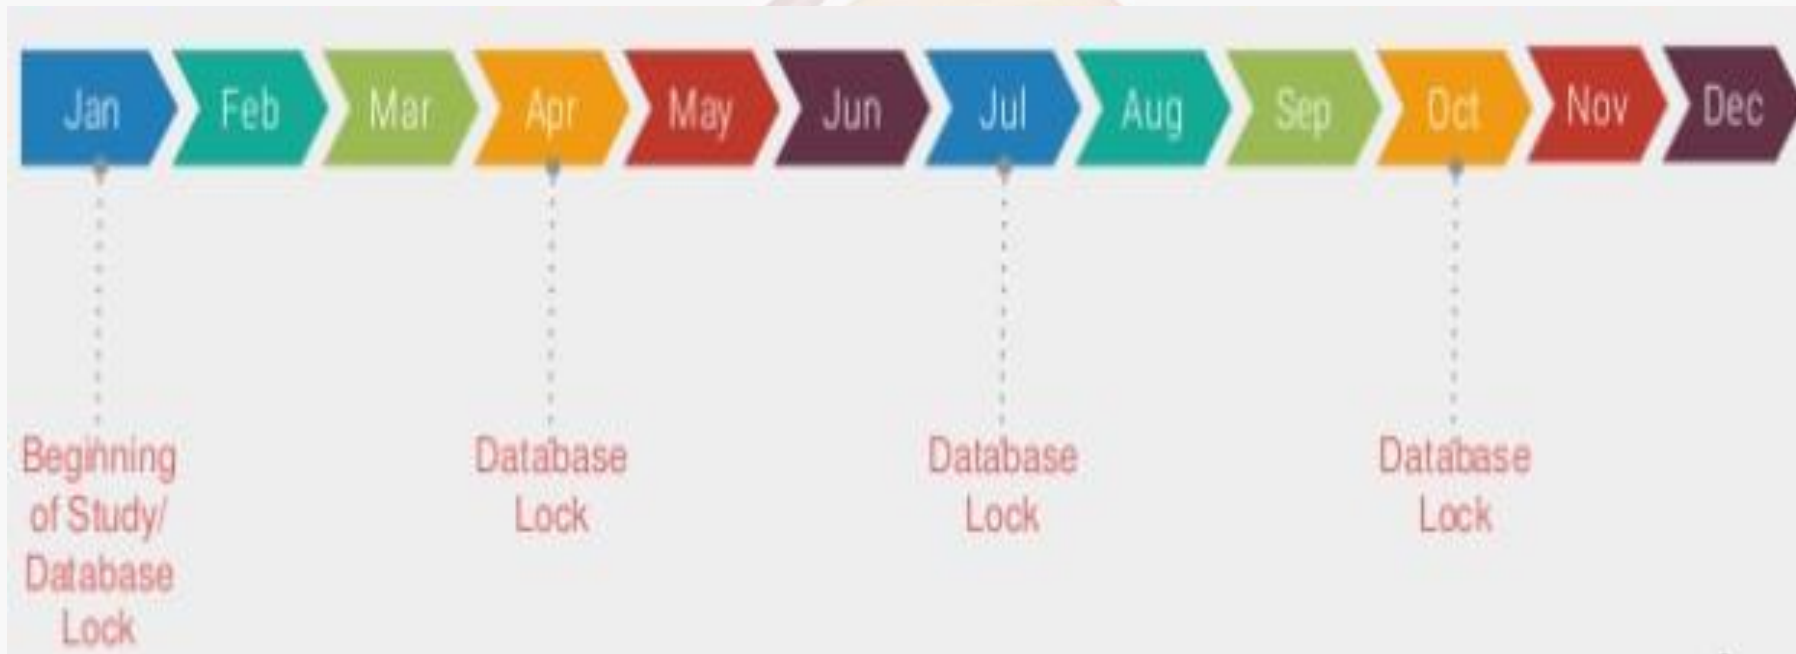 Jan Feb Mar Apr May Jun Jul Aug Sep Oct Nov Dec
Beginning
of Study/
Database
Lock
Database
Lock
Database
Lock
Database
Lock